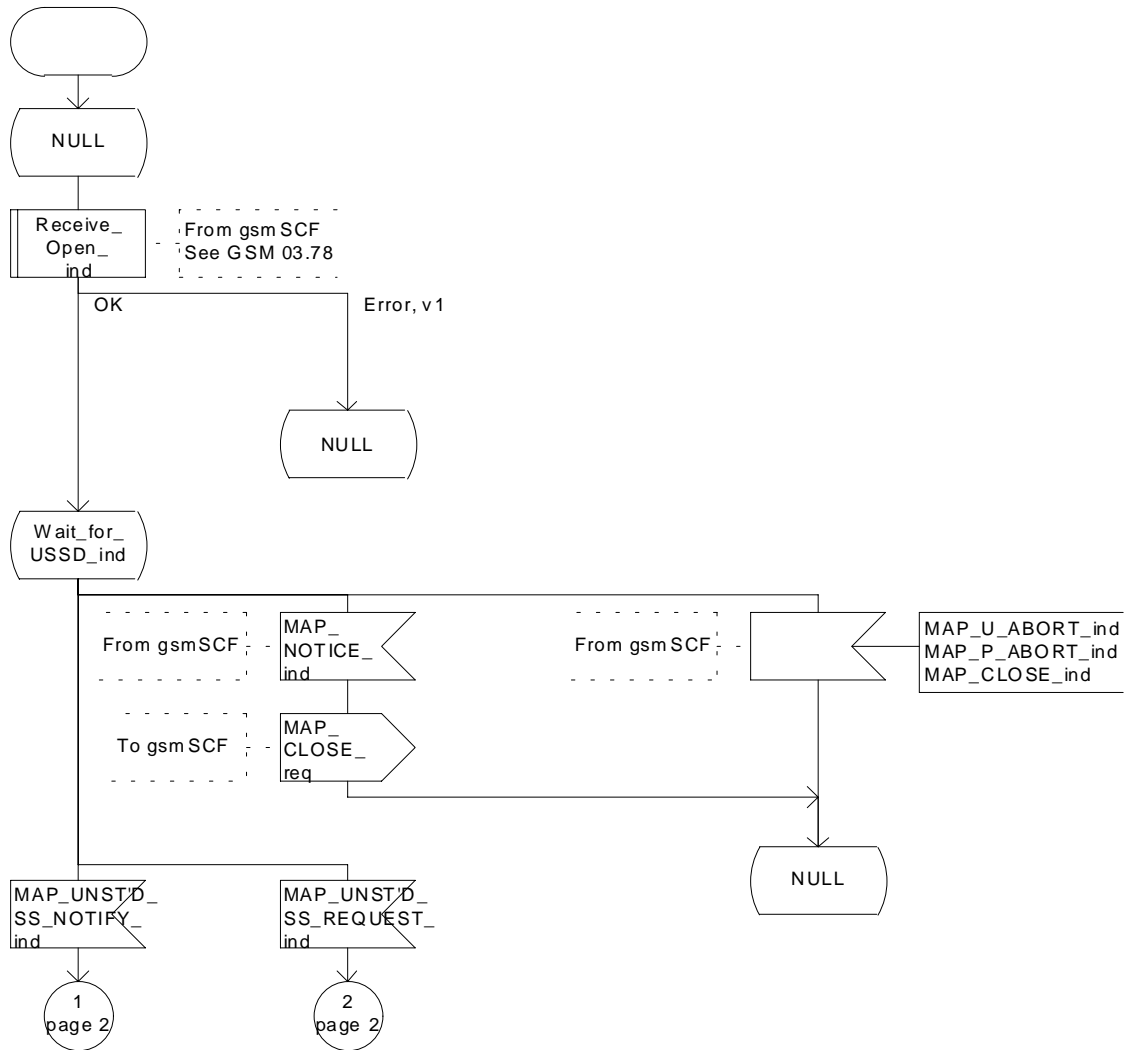 NULL
Receive_
Open_
ind
From gsmSCF
See GSM 03.78
OK
Error, v1
NULL
Wait_for_
USSD_ind
From gsmSCF
MAP_
NOTICE_
ind
From gsmSCF
MAP_U_ABORT_ind
MAP_P_ABORT_ind
MAP_CLOSE_ind
To gsmSCF
MAP_
CLOSE_
req
NULL
MAP_UNST'D_
SS_NOTIFY_
ind
MAP_UNST'D_
SS_REQUEST_
ind
1
page 2
2
page 2